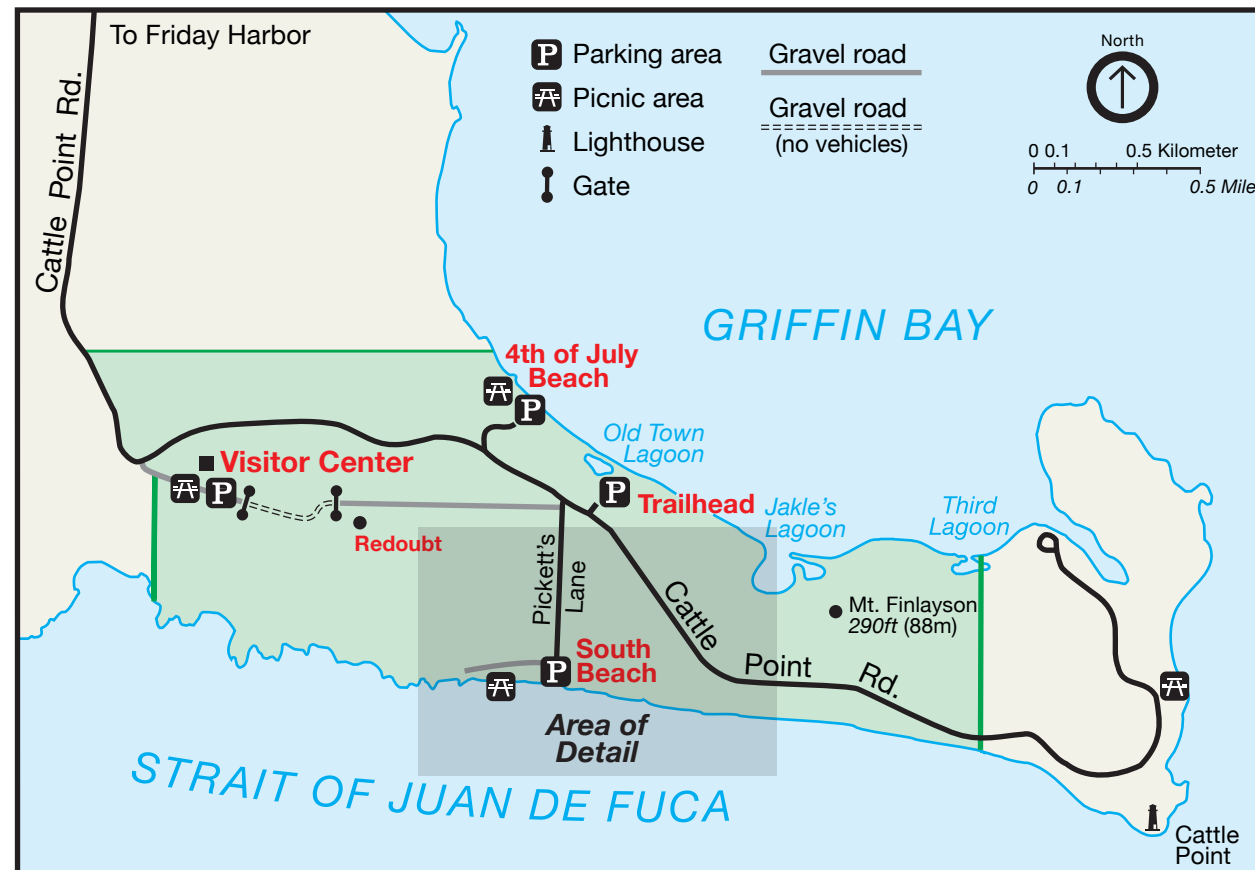 To Friday Harbor
Cattle Point Rd.
P Parking area
Picnic area
Lighthouse
Gate
Gravel road
Gravel road
(no vehicles)
North
0 0.1 0.5 Kilometer
0 0.1 0.5 Mile
GRIFFIN BAY
4th of July
Beach
P
Old Town
Lagoon
Visitor Center
P
P
Trailhead
Jakle's
Lagoon
Third
Lagoon
Redoubt
Pickett's
Lane
Cattle
Point
Rd.
Mt. Finlayson
290ft (88m)
South
Beach
P
Area of
Detail
STRAIT OF JUAN DE FUCA
Cattle
Point